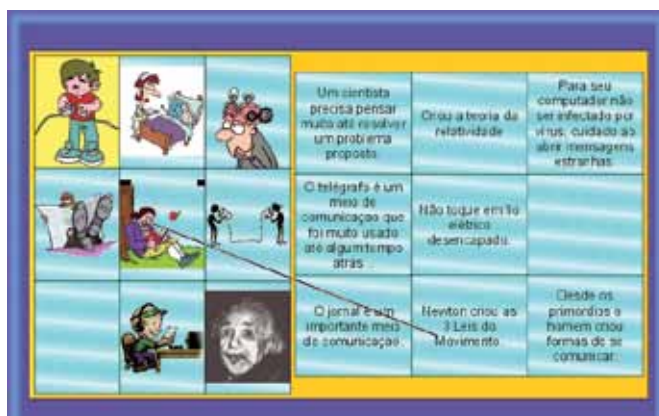 Um cientista
precisa pensar
muito até resolver
um problema
proposto.
Criou a teoria da
relatividade
Para seu
computador não
ser infectado por
vírus, cuidado ao
abrir mensagens
estranhas.
O telégrafo é um
meio de
comunicação que
foi muito usado
até algum tempo
atrás...
Não toque em fio
elétrico
desencapado.
O jornal é um
importante meio
de comunicação.
Newton criou as
3 Leis do
Movimento.
Desde os
primórdios o
homem criou
formas de se
comunicar.